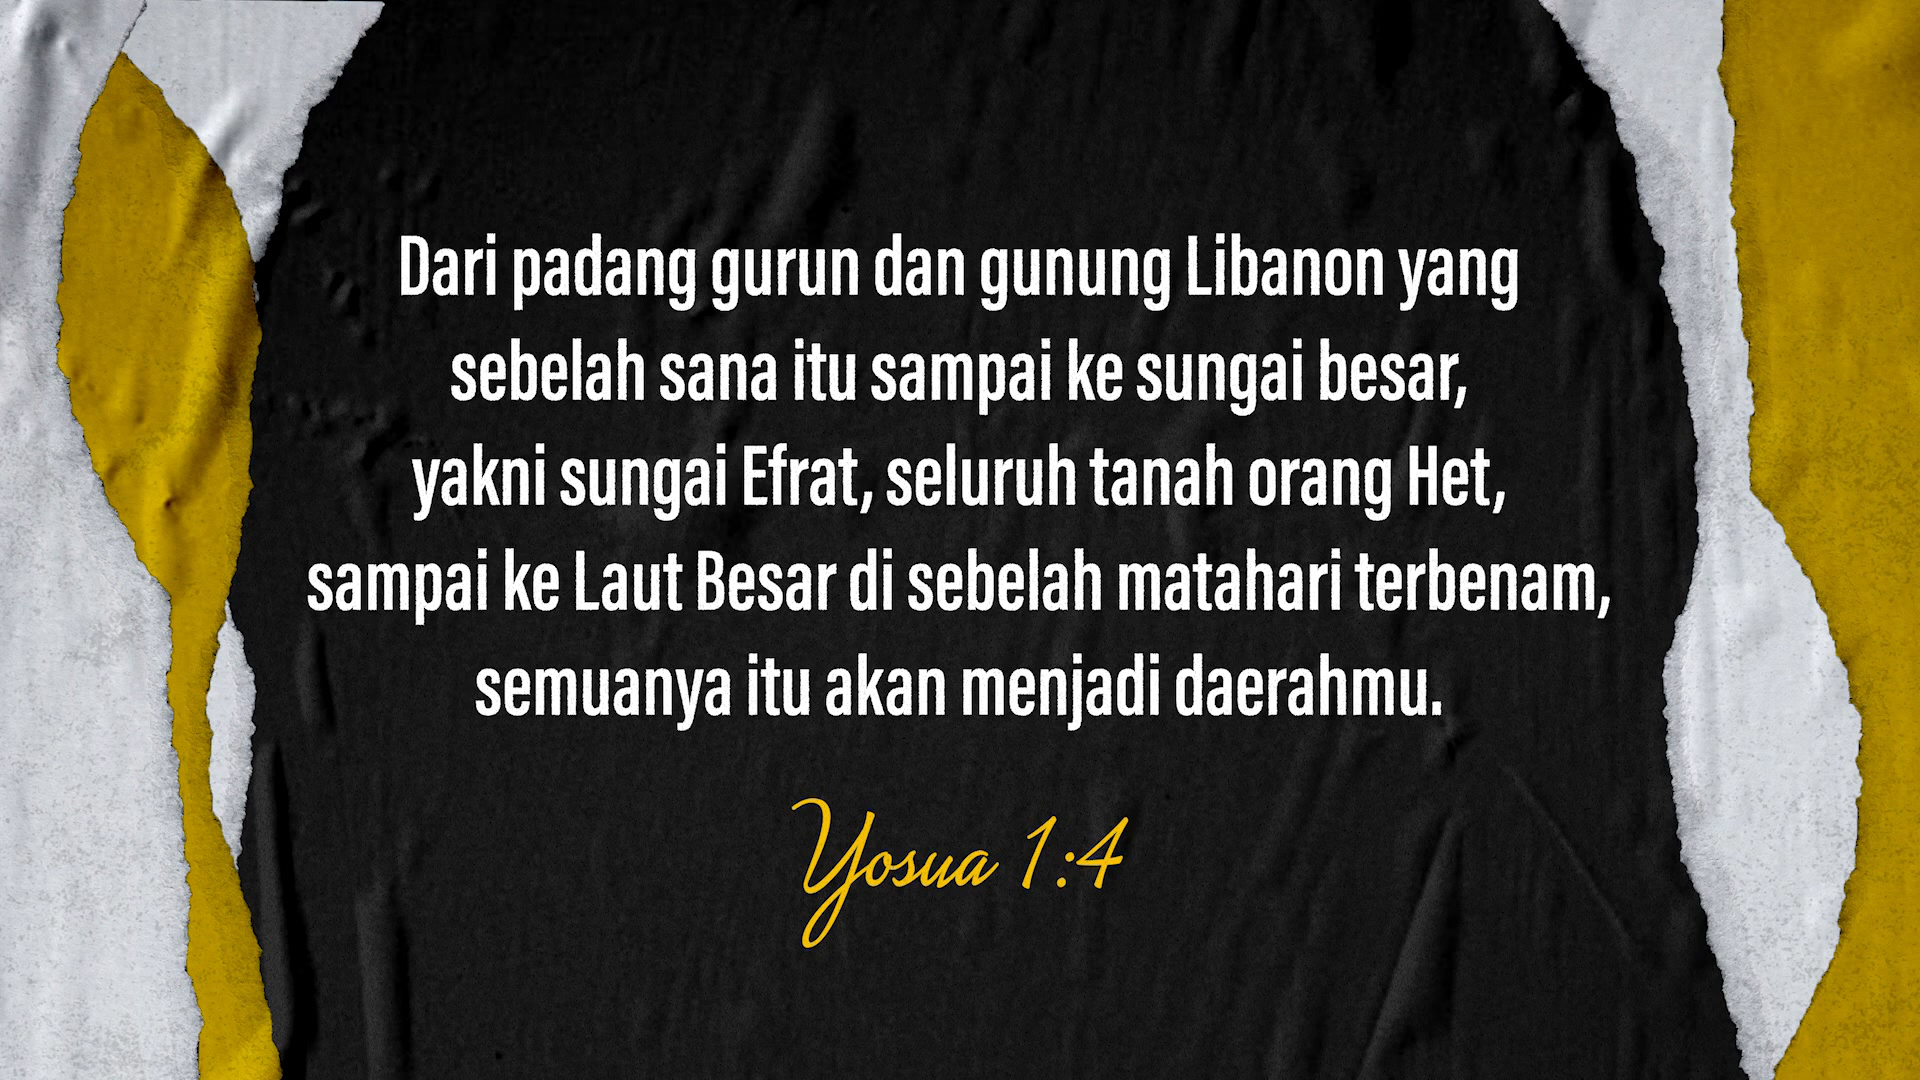 Dari padang gurun dan gunung Libanon yang
sebelah sana itu sampai ke sungai besar,
yakni sungai Efrat, seluruh tanah orang Het,
sampai ke Laut Besar di sebelah matahari terbenam,
semuanya itu akan menjadi daerahmu.
Yosua 1:4